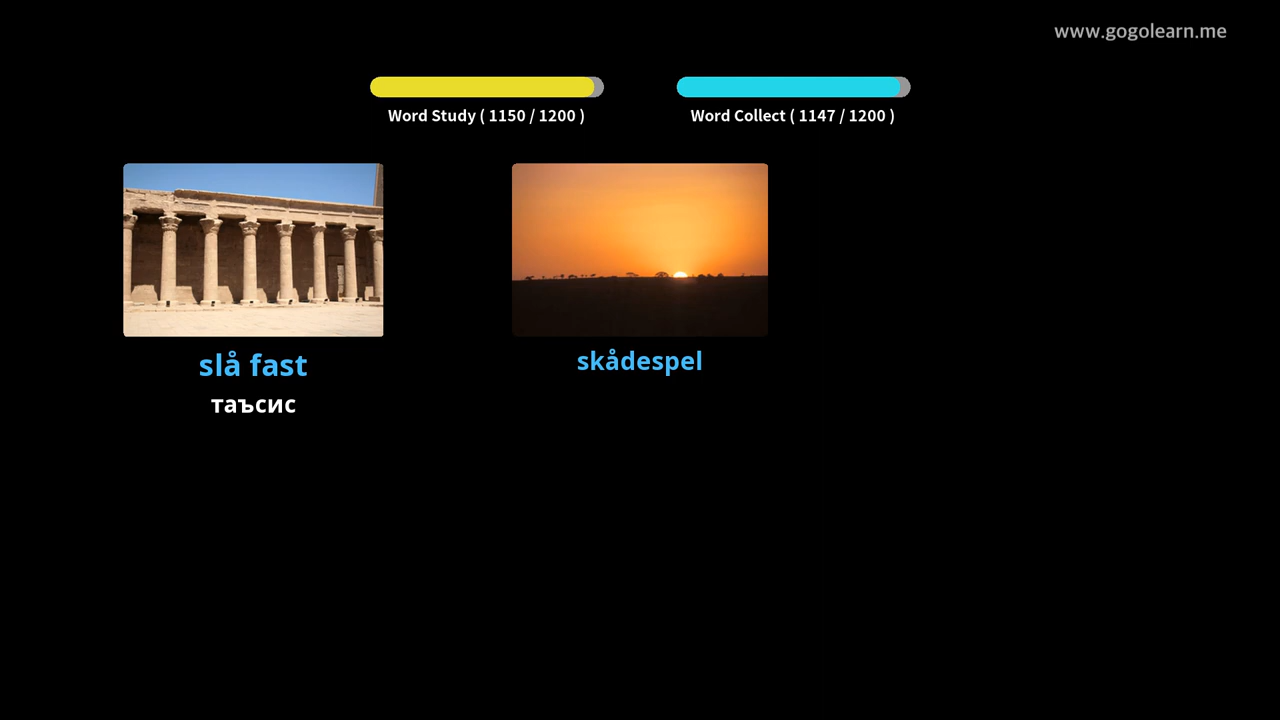 www.gogolearn.me
Word Study ( 1150 / 1200 )
Word Collect ( 1147 / 1200 )
slå fast
таъсис
skådespel